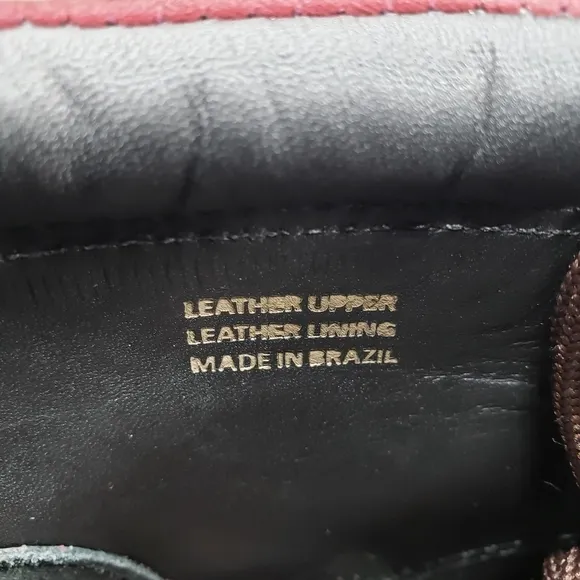 LEATHER UPPER
LEATHER LINING
MADE IN BRAZIL